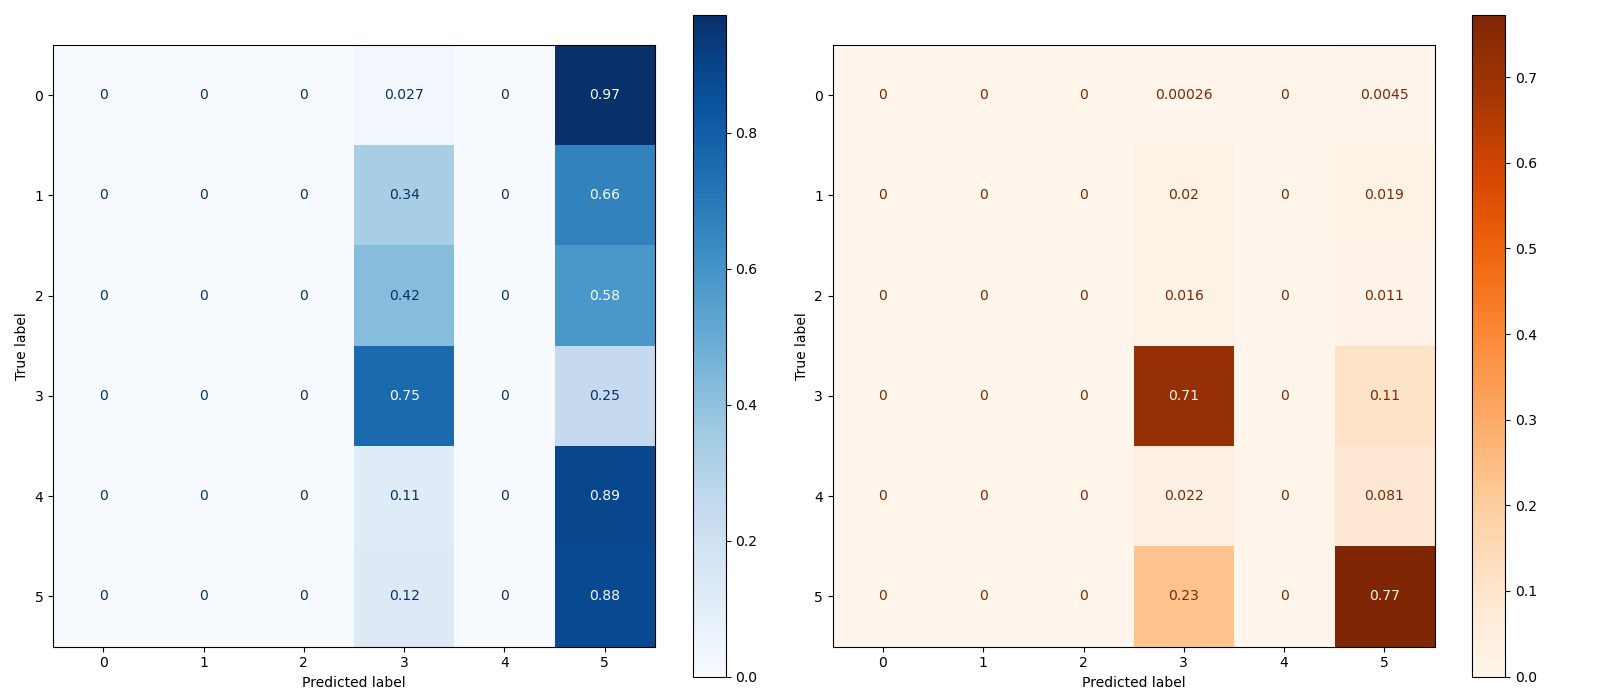 0 0 0 0 0.027 0 0.97
1 0 0 0 0.34 0 0.66
2 0 0 0 0.42 0 0.58
3 0 0 0 0.75 0 0.25
4 0 0 0 0.11 0 0.89
5 0 0 0 0.12 0 0.88
0 1 2 3 4 5
Predicted label
True label
0.8
0.6
0.4
0.2
0.0
0 0 0 0 0.00026 0 0.0045
1 0 0 0 0.02 0 0.019
2 0 0 0 0.016 0 0.011
3 0 0 0 0.71 0 0.11
4 0 0 0 0.022 0 0.081
5 0 0 0 0.23 0 0.77
0 1 2 3 4 5
Predicted label
True label
0.7
0.6
0.5
0.4
0.3
0.2
0.1
0.0